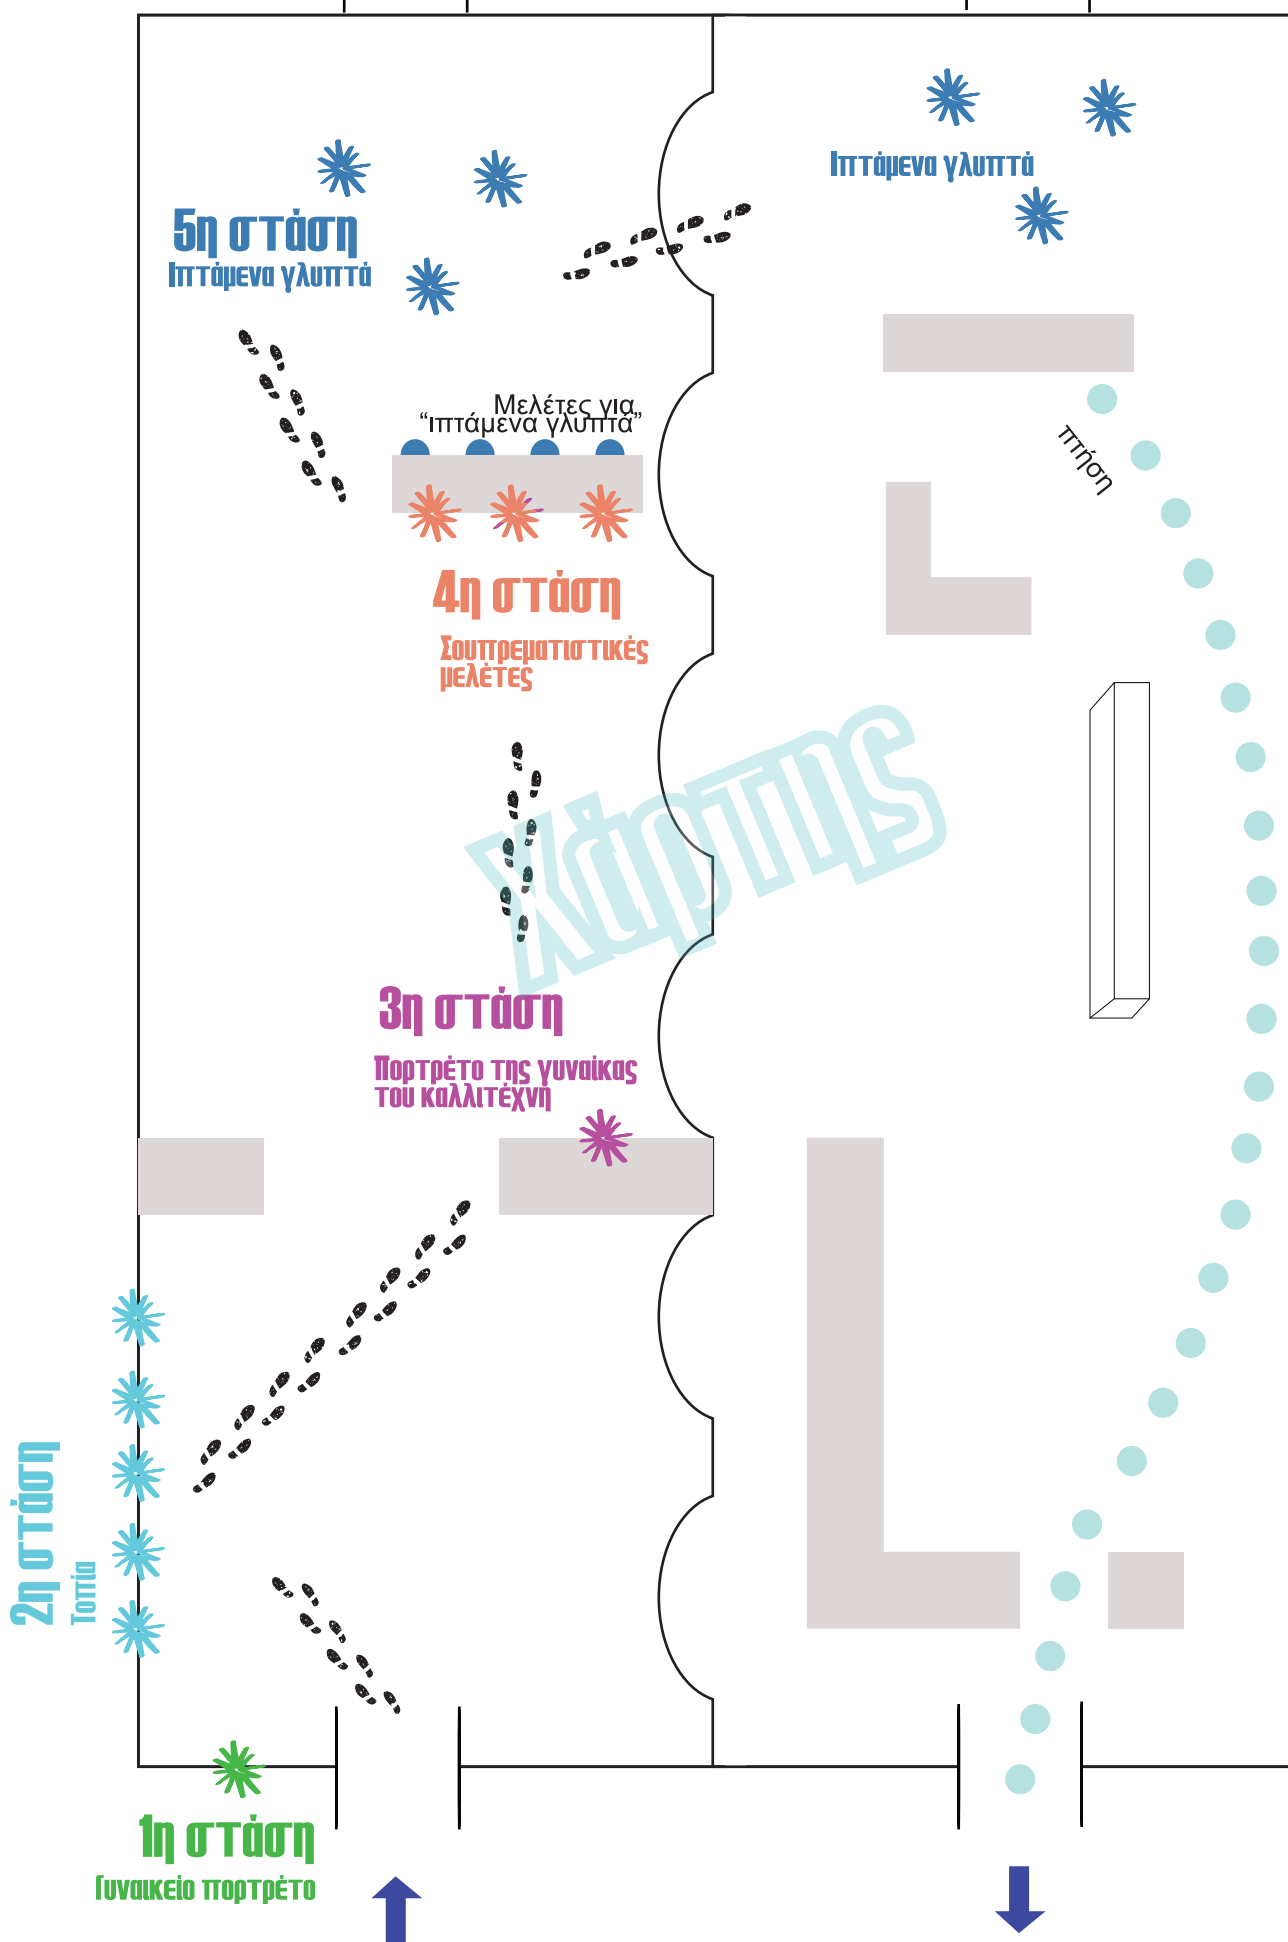 Ιπτάμενα γλυπτά
5η στάση
Ιπτάμενα γλυπτά
Μελέτες για
“ιπτάμενα γλυπτά”
πτήση
4η στάση
Σουπρεματιστικές
μελέτες
Χάρτης
3η στάση
Πορτρέτο της γυναίκας
του καλλιτέχνη
2η στάση
Τοπία
1η στάση
Γυναικείο πορτρέτο